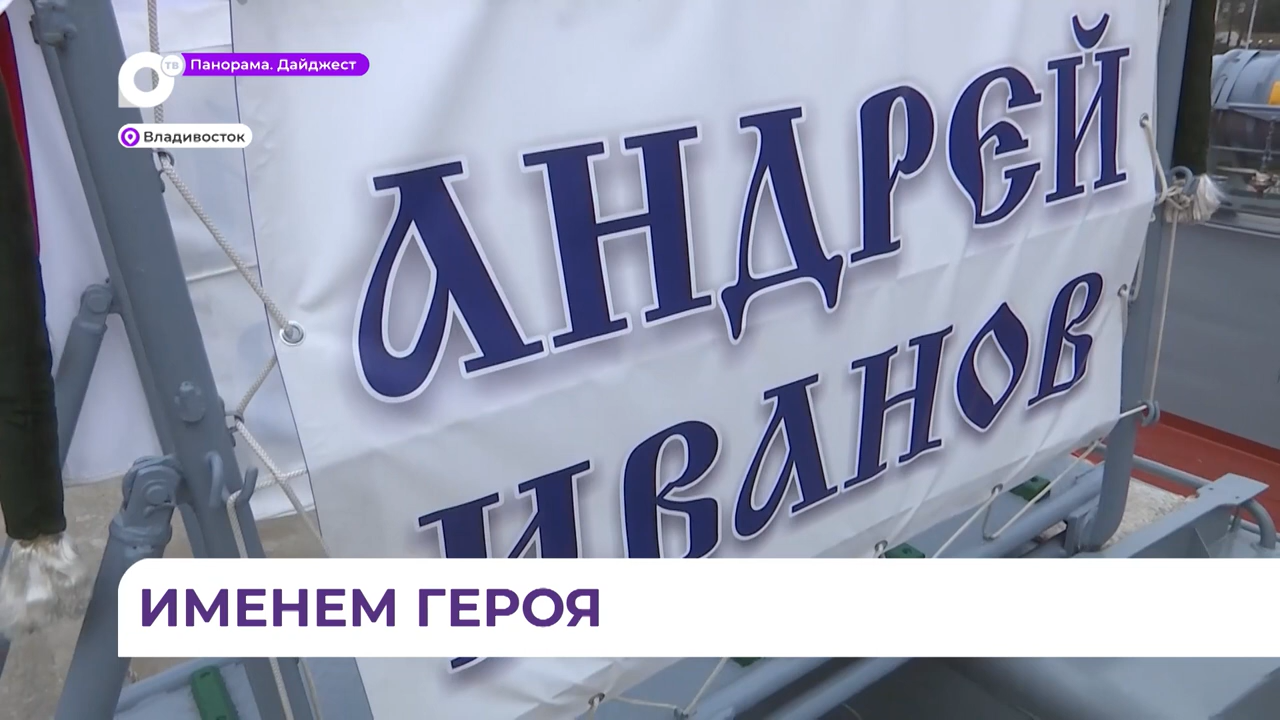 ТВ
Панорама. Дайджест
Владивосток
АНДРЕЙ
ИВАНОВ
ИМЕНЕМ ГЕРОЯ